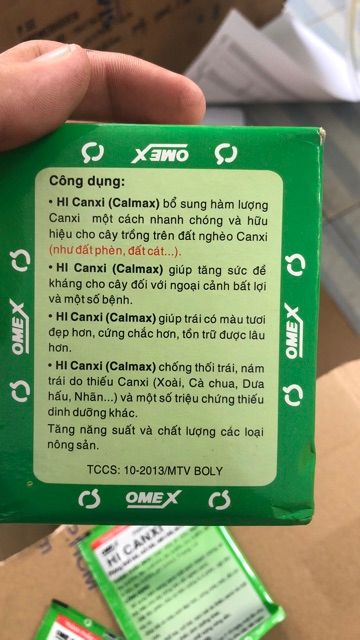 OMEX
Công dụng:
• HI Canxi (Calmax) bổ sung hàm lượng
Canxi một cách nhanh chóng và hữu
hiệu cho cây trồng trên đất nghèo Canxi
(như đất phèn, đất cát...).
• HI Canxi (Calmax) giúp tăng sức đề
kháng cho cây đối với ngoại cảnh bất lợi
và một số bệnh.
• HI Canxi (Calmax) giúp trái có màu tươi
đẹp hơn, cứng chắc hơn, tồn trữ được lâu
hơn.
• HI Canxi (Calmax) chống thối trái, nám
trái do thiếu Canxi (Xoài, Cà chua, Dưa
hấu, Nhãn...) và một số triệu chứng thiếu
dinh dưỡng khác.
Tăng năng suất và chất lượng các loại
nông sản.
TCCS: 10-2013/MTV BOLY
OMEX
OMEX
OMEX
HI CANXI